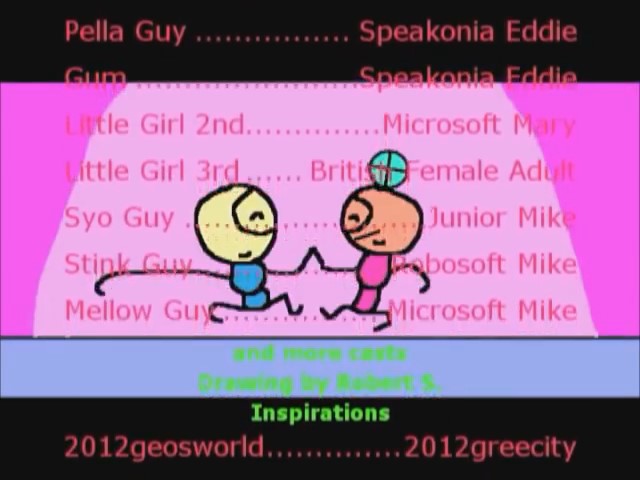 Pella Guy ................ Speakonia Eddie
Gum ..........................Speakonia Eddie
Little Girl 2nd..............Microsoft Mary
Little Girl 3rd...... British Female Adult
Syo Guy ..........................Junior Mike
Stink Guy.....................Robosoft Mike
Mellow Guy....................Microsoft Mike
and more casts
Drawing by Robert S.
Inspirations
2012geosworld..............2012greecity